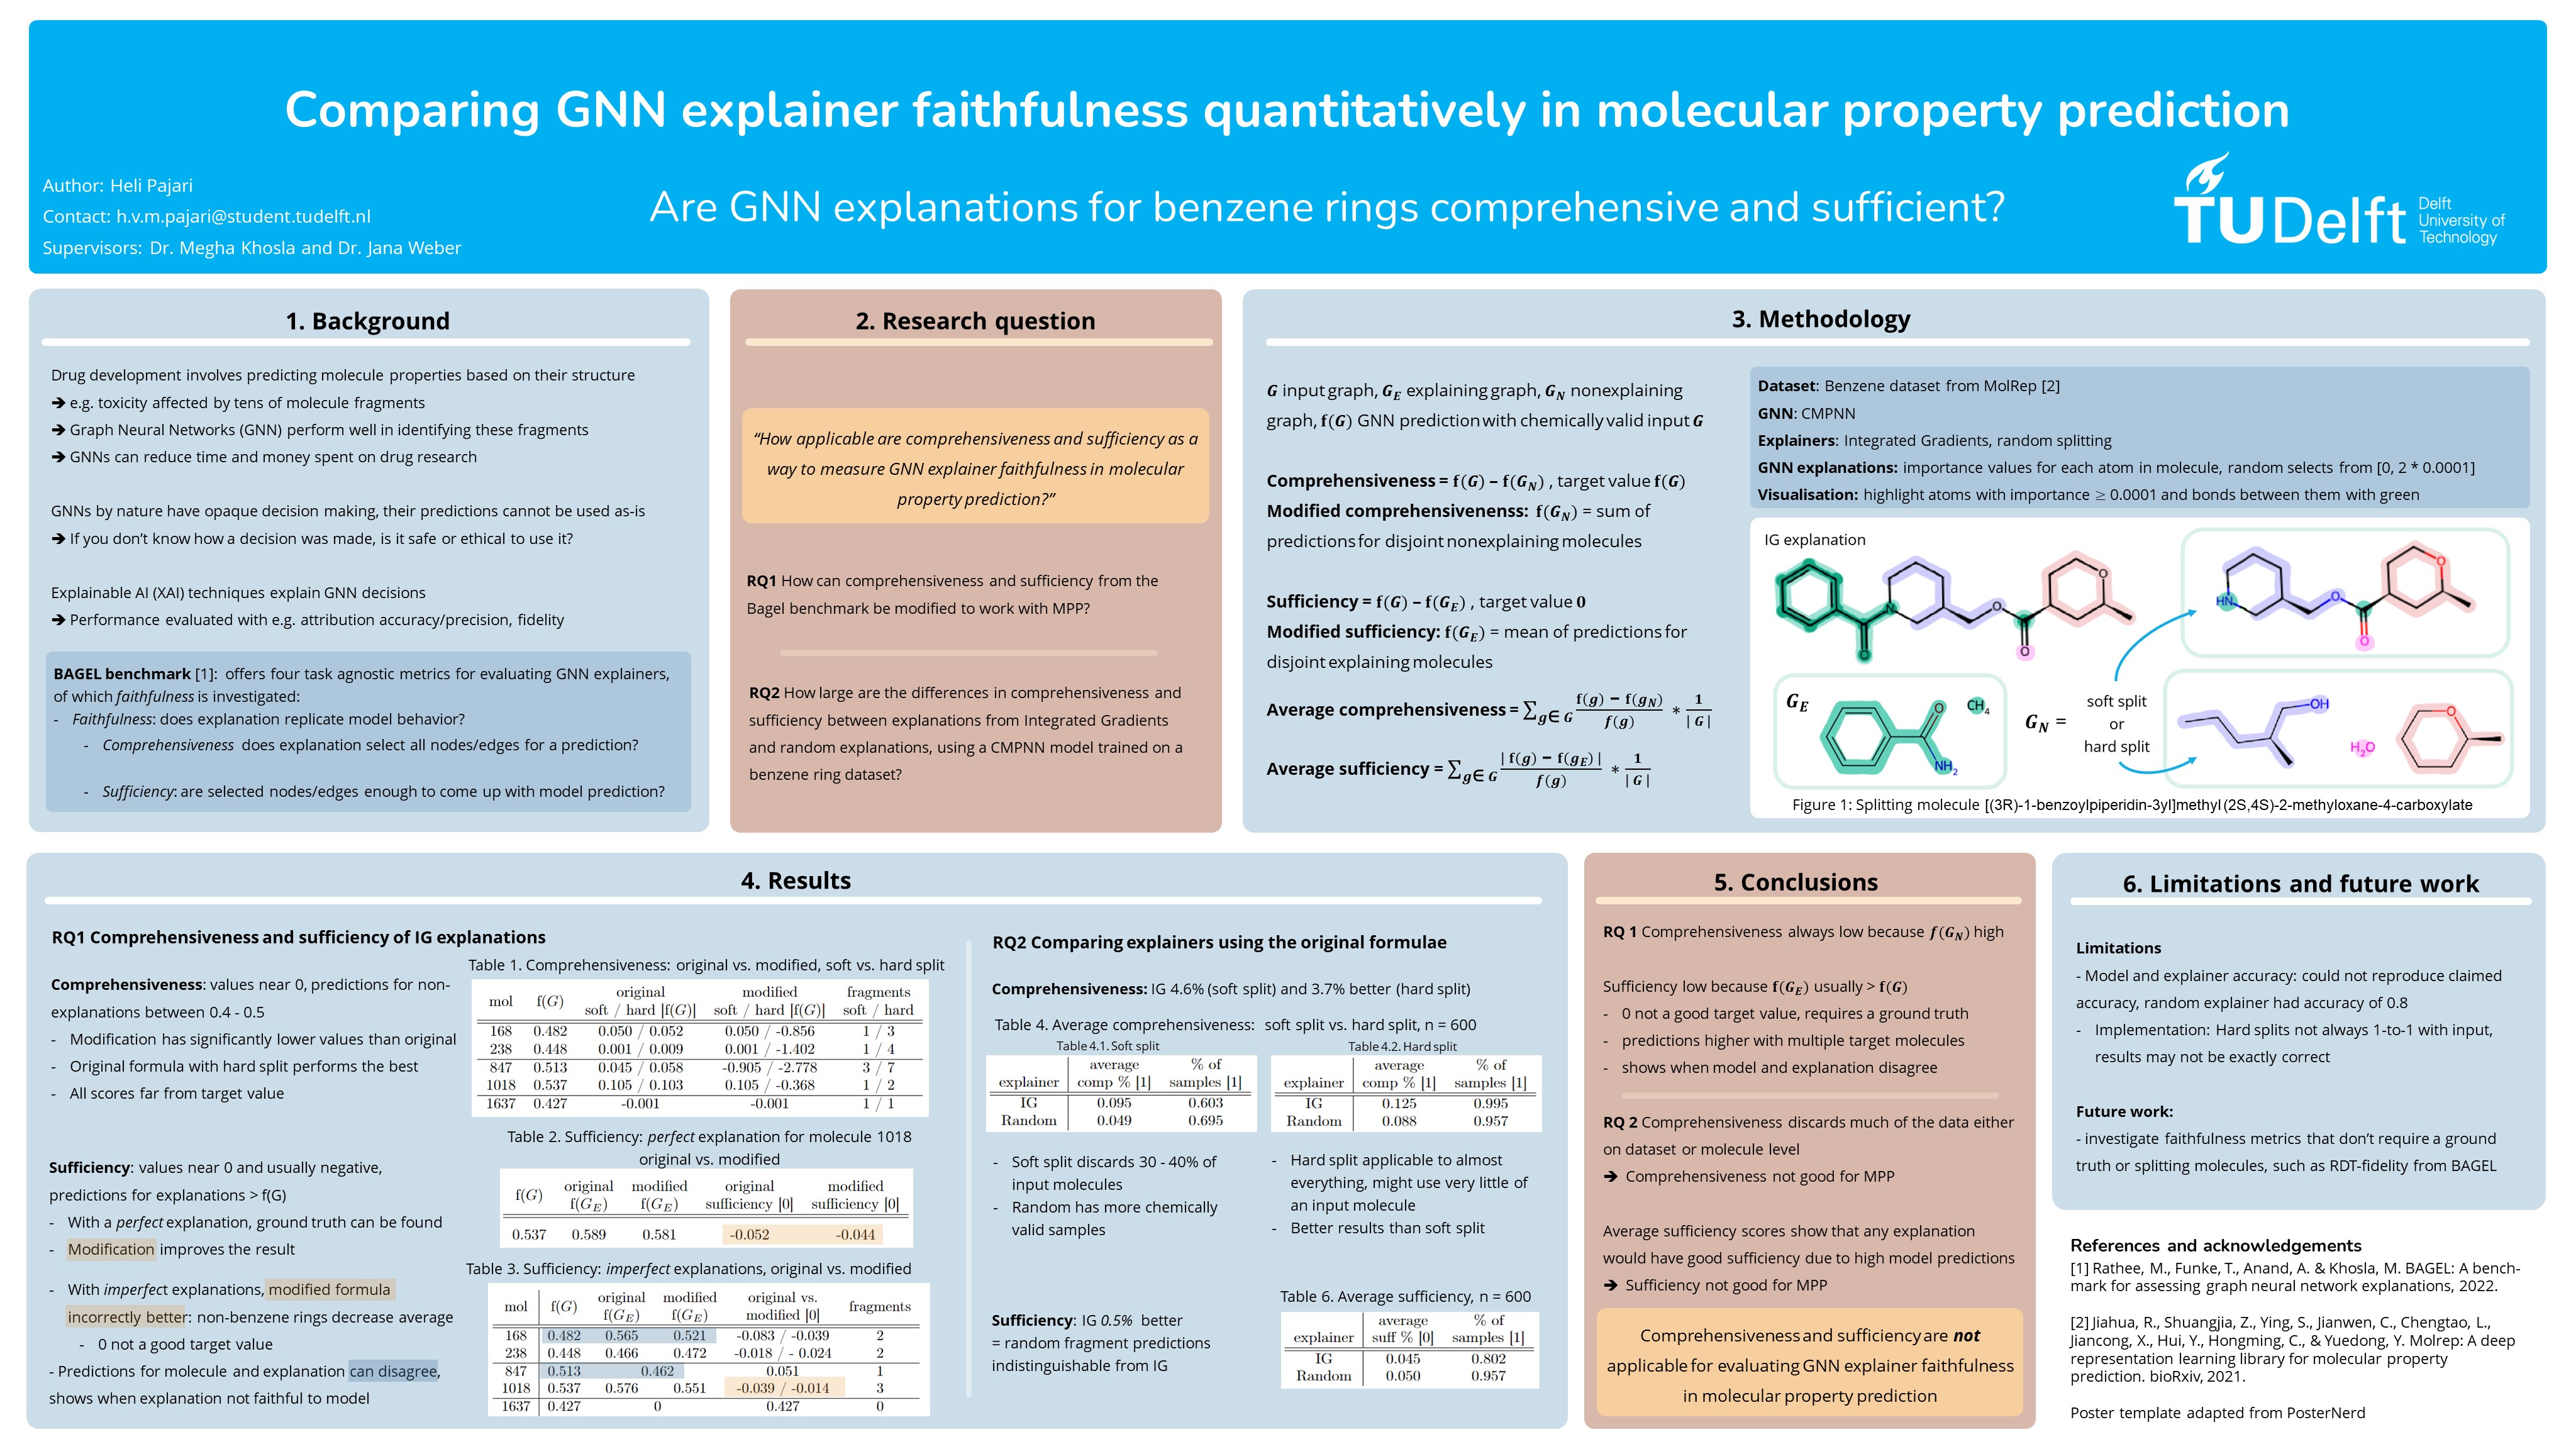 Comparing GNN explainer faithfulness quantitatively in molecular property prediction
Author: Heli Pajari
Contact: h.v.m.pajari@student.tudelft.nl
Supervisors: Dr. Megha Khosla and Dr. Jana Weber
Are GNN explanations for benzene rings comprehensive and sufficient?
TUDelft
Delft
University of
Technology
1. Background
Drug development involves predicting molecule properties based on their structure
➔ e.g. toxicity affected by tens of molecule fragments
➔ Graph Neural Networks (GNN) perform well in identifying these fragments
➔ GNNs can reduce time and money spent on drug research
GNNs by nature have opaque decision making, their predictions cannot be used as-is
➔ If you don't know how a decision was made, is it safe or ethical to use it?
Explainable AI (XAI) techniques explain GNN decisions
➔ Performance evaluated with e.g. attribution accuracy/precision, fidelity
BAGEL benchmark [1]: offers four task agnostic metrics for evaluating GNN explainers,
of which faithfulness is investigated:
- Faithfulness: does explanation replicate model behavior?
- Comprehensiveness does explanation select all nodes/edges for a prediction?
- Sufficiency: are selected nodes/edges enough to come up with model prediction?
2. Research question
“How applicable are comprehensiveness and sufficiency as a
way to measure GNN explainer faithfulness in molecular
property prediction?”
RQ1 How can comprehensiveness and sufficiency from the
Bagel benchmark be modified to work with MPP?
RQ2 How large are the differences in comprehensiveness and
sufficiency between explanations from Integrated Gradients
and random explanations, using a CMPNN model trained on a
benzene ring dataset?
3. Methodology
G input graph, G_E explaining graph, G_N nonexplaining
graph, f(G) GNN prediction with chemically valid input G
Comprehensiveness = f(G) – f(G_N) , target value f(G)
Modified comprehensivenenss: f(G_N) = sum of
predictions for disjoint nonexplaining molecules
Sufficiency = f(G) – f(G_E) , target value 0
Modified sufficiency: f(G_E) = mean of predictions for
disjoint explaining molecules
Average comprehensiveness = ∑_{g∈G} (f(g) − f(g_N))/f(g) ∗ 1/|G|
Average sufficiency = ∑_{g∈G} |f(g) − f(g_E)|/f(g) ∗ 1/|G|
Dataset: Benzene dataset from MolRep [2]
GNN: CMPNN
Explainers: Integrated Gradients, random splitting
GNN explanations: importance values for each atom in molecule, random selects from [0, 2 * 0.0001]
Visualisation: highlight atoms with importance ≥ 0.0001 and bonds between them with green
IG explanation
N O O O O
HN O O O
G_E
O CH4
NH2
G_N =
soft split
or
hard split
OH H2O O
Figure 1: Splitting molecule [(3R)-1-benzoylpiperidin-3yl]methyl (2S,4S)-2-methyloxane-4-carboxylate
4. Results
RQ1 Comprehensiveness and sufficiency of IG explanations
Comprehensiveness: values near 0, predictions for non-
explanations between 0.4 - 0.5
- Modification has significantly lower values than original
- Original formula with hard split performs the best
- All scores far from target value
Sufficiency: values near 0 and usually negative,
predictions for explanations > f(G)
- With a perfect explanation, ground truth can be found
- Modification improves the result
- With imperfect explanations, modified formula
incorrectly better: non-benzene rings decrease average
- 0 not a good target value
- Predictions for molecule and explanation can disagree,
shows when explanation not faithful to model
Table 1. Comprehensiveness: original vs. modified, soft vs. hard split
mol f(G) original modified fragments
soft / hard [f(G)] soft / hard [f(G)] soft / hard
168 0.482 0.050 / 0.052 0.050 / -0.856 1 / 3
238 0.448 0.001 / 0.009 0.001 / -1.402 1 / 4
847 0.513 0.045 / 0.058 -0.905 / -2.778 3 / 7
1018 0.537 0.105 / 0.103 0.105 / -0.368 1 / 2
1637 0.427 -0.001 -0.001 1 / 1
Table 2. Sufficiency: perfect explanation for molecule 1018
original vs. modified
f(G) original modified original modified
f(G_E) f(G_E) sufficiency [0] sufficiency [0]
0.537 0.589 0.581 -0.052 -0.044
Table 3. Sufficiency: imperfect explanations, original vs. modified
mol f(G) original modified original vs. fragments
f(G_E) f(G_E) modified [0]
168 0.482 0.565 0.521 -0.083 / -0.039 2
238 0.448 0.466 0.472 -0.018 / - 0.024 2
847 0.513 0.462 0.051 1
1018 0.537 0.576 0.551 -0.039 / -0.014 3
1637 0.427 0 0.427 0
RQ2 Comparing explainers using the original formulae
Comprehensiveness: IG 4.6% (soft split) and 3.7% better (hard split)
Table 4. Average comprehensiveness: soft split vs. hard split, n = 600
Table 4.1. Soft split
explainer average % of
comp % [1] samples [1]
IG 0.095 0.603
Random 0.049 0.695
Table 4.2. Hard split
explainer average % of
comp % [1] samples [1]
IG 0.125 0.995
Random 0.088 0.957
- Soft split discards 30 - 40% of
input molecules
- Random has more chemically
valid samples
- Hard split applicable to almost
everything, might use very little of
an input molecule
- Better results than soft split
Sufficiency: IG 0.5% better
= random fragment predictions
indistinguishable from IG
Table 6. Average sufficiency, n = 600
explainer average % of
suff % [0] samples [1]
IG 0.045 0.802
Random 0.050 0.957
5. Conclusions
RQ 1 Comprehensiveness always low because f(G_N) high
Sufficiency low because f(G_E) usually > f(G)
- 0 not a good target value, requires a ground truth
- predictions higher with multiple target molecules
- shows when model and explanation disagree
RQ 2 Comprehensiveness discards much of the data either
on dataset or molecule level
➔ Comprehensiveness not good for MPP
Average sufficiency scores show that any explanation
would have good sufficiency due to high model predictions
➔ Sufficiency not good for MPP
Comprehensiveness and sufficiency are not
applicable for evaluating GNN explainer faithfulness
in molecular property prediction
6. Limitations and future work
Limitations
- Model and explainer accuracy: could not reproduce claimed
accuracy, random explainer had accuracy of 0.8
- Implementation: Hard splits not always 1-to-1 with input,
results may not be exactly correct
Future work:
- investigate faithfulness metrics that don't require a ground
truth or splitting molecules, such as RDT-fidelity from BAGEL
References and acknowledgements
[1] Rathee, M., Funke, T., Anand, A. & Khosla, M. BAGEL: A bench-
mark for assessing graph neural network explanations, 2022.
[2] Jiahua, R., Shuangjia, Z., Ying, S., Jianwen, C., Chengtao, L.,
Jiancong, X., Hui, Y., Hongming, C., & Yuedong, Y. Molrep: A deep
representation learning library for molecular property
prediction. bioRxiv, 2021.
Poster template adapted from PosterNerd